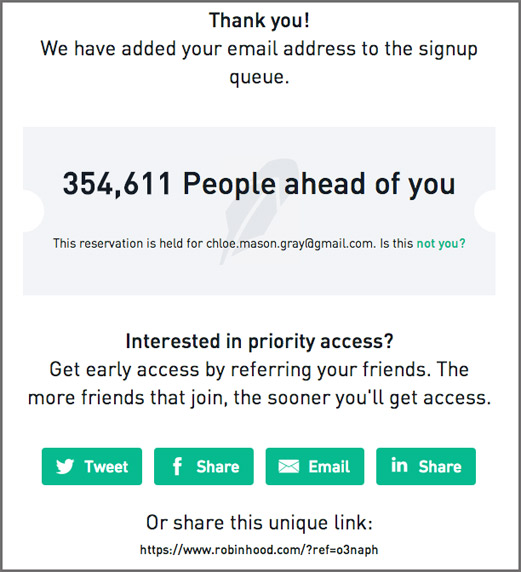 Thank you!
We have added your email address to the signup
queue.
354,611 People ahead of you
This reservation is held for chloe.mason.gray@gmail.com. Is this not you?
Interested in priority access?
Get early access by referring your friends. The
more friends that join, the sooner you'll get access.
Tweet Share Email Share
Or share this unique link:
https://www.robinhood.com/?ref=o3naph